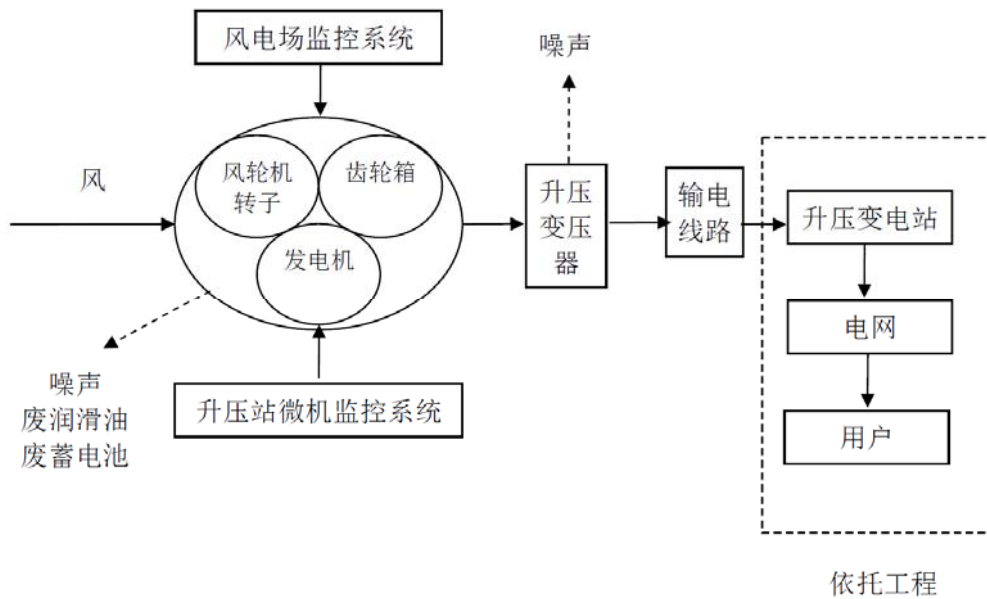 风电场监控系统
噪声
风
风轮机
转子
齿轮箱
发电机
升压
变压
器
输电
线路
升压变电站
电网
用户
噪声
废润滑油
废蓄电池
升压站微机监控系统
依托工程